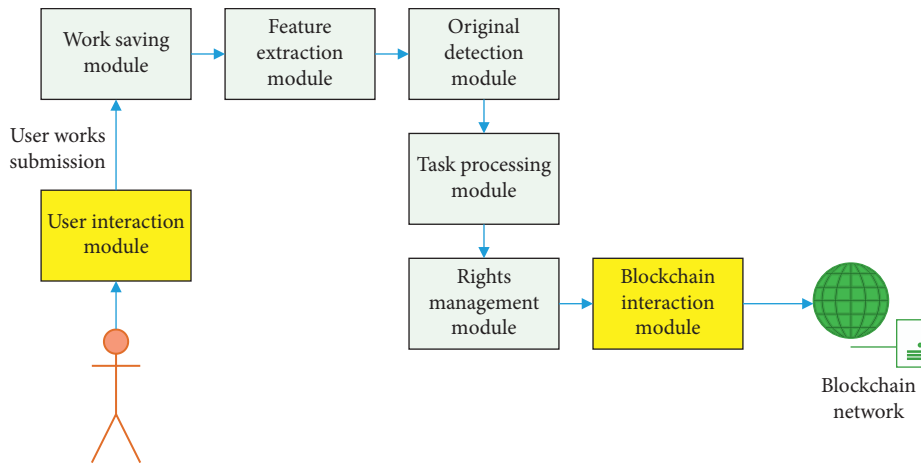 Work saving
module
Feature
extraction
module
Original
detection
module
User works
submission
Task processing
module
User interaction
module
Rights
management
module
Blockchain
interaction
module
Blockchain
network